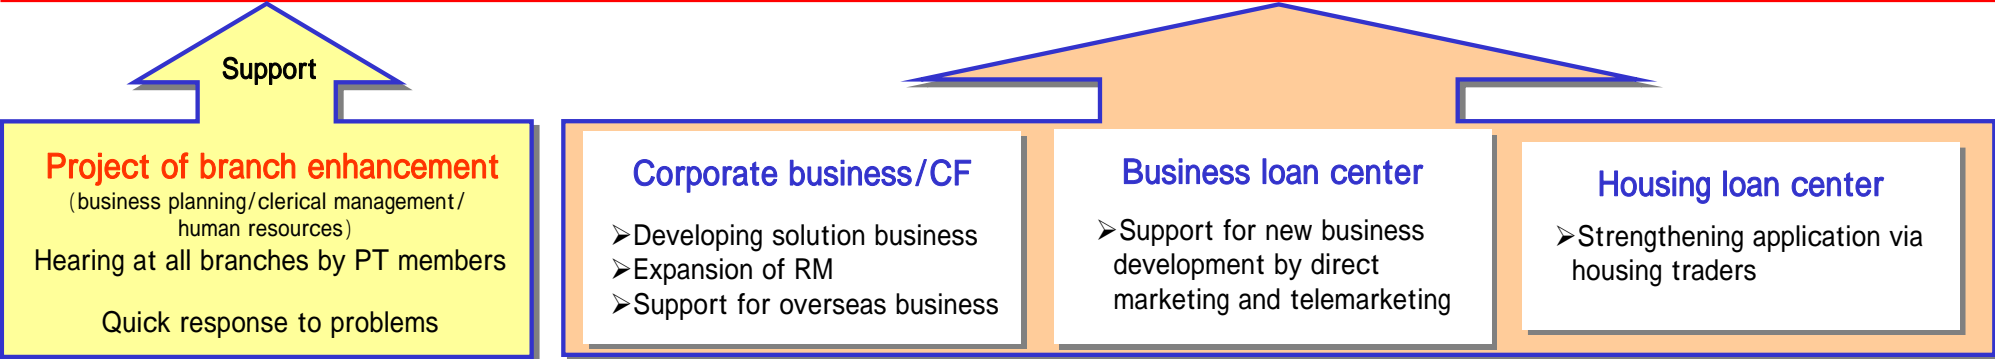 Support
Project of branch enhancement
(business planning/clerical management/
human resources)
Hearing at all branches by PT members
Quick response to problems
Corporate business/CF
➢Developing solution business
➢Expansion of RM
➢Support for overseas business
Business loan center
➢Support for new business
development by direct
marketing and telemarketing
Housing loan center
➢Strengthening application via
housing traders